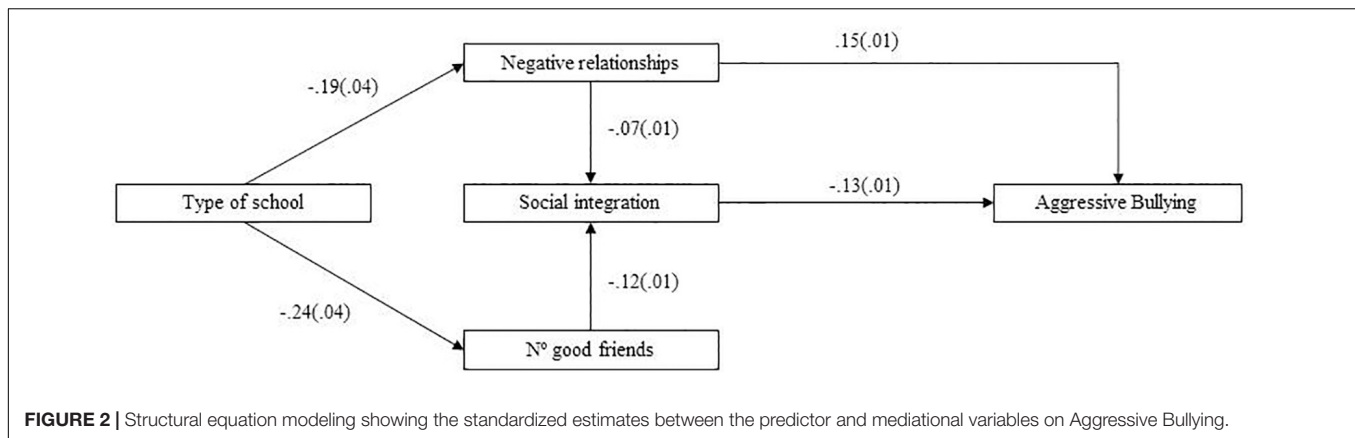 Negative relationships
.15(.01)
-.19(.04)
-.07(.01)
Type of school
Social integration
-.13(.01)
Aggressive Bullying
-.12(.01)
-.24(.04)
Nº good friends
FIGURE 2 | Structural equation modeling showing the standardized estimates between the predictor and mediational variables on Aggressive Bullying.